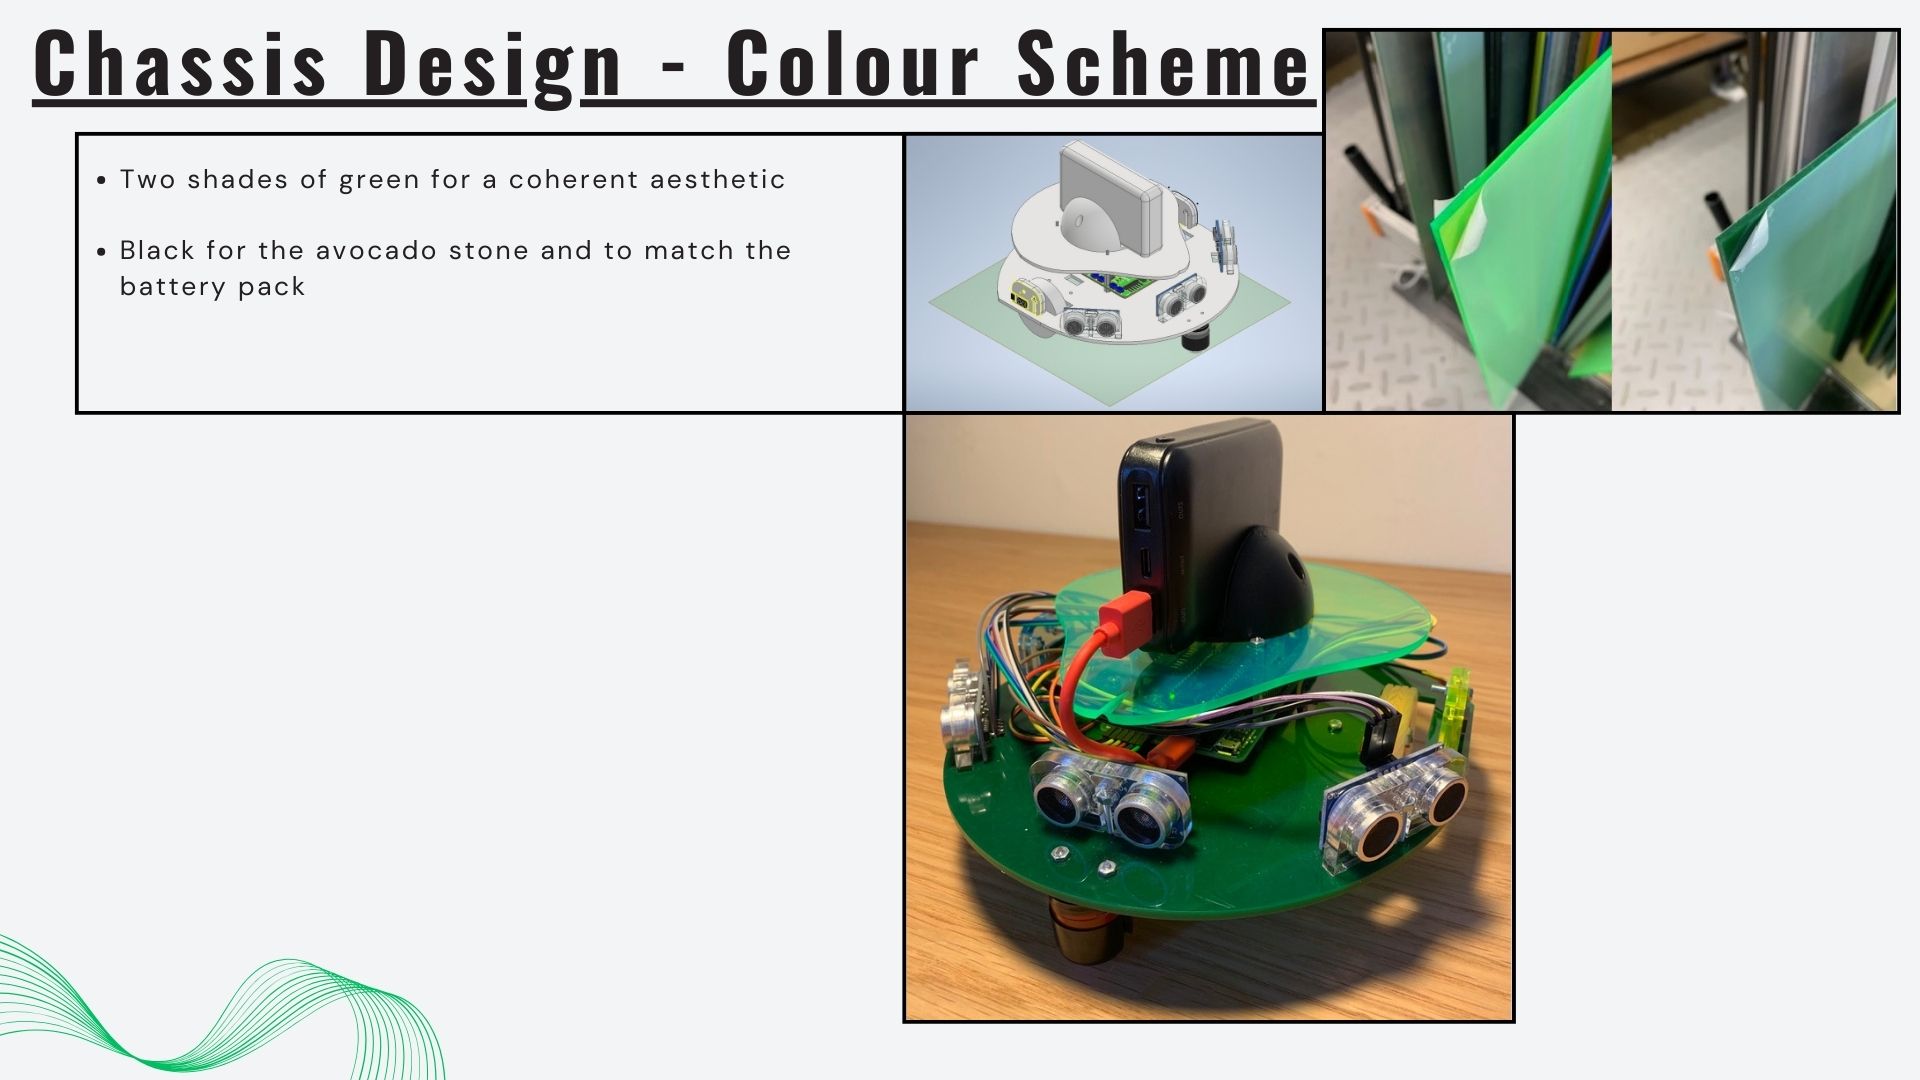 Chassis Design - Colour Scheme
Two shades of green for a coherent aesthetic
Black for the avocado stone and to match the
battery pack